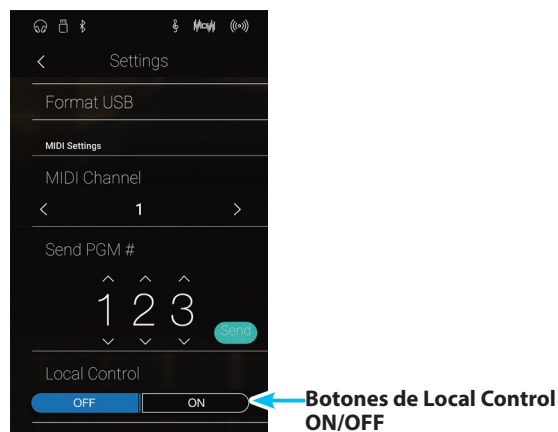 Settings
Format USB
MIDI Settings
MIDI Channel
1
Send PGM #
1 2 3
Send
Local Control
OFF ON
Botones de Local Control
ON/OFF